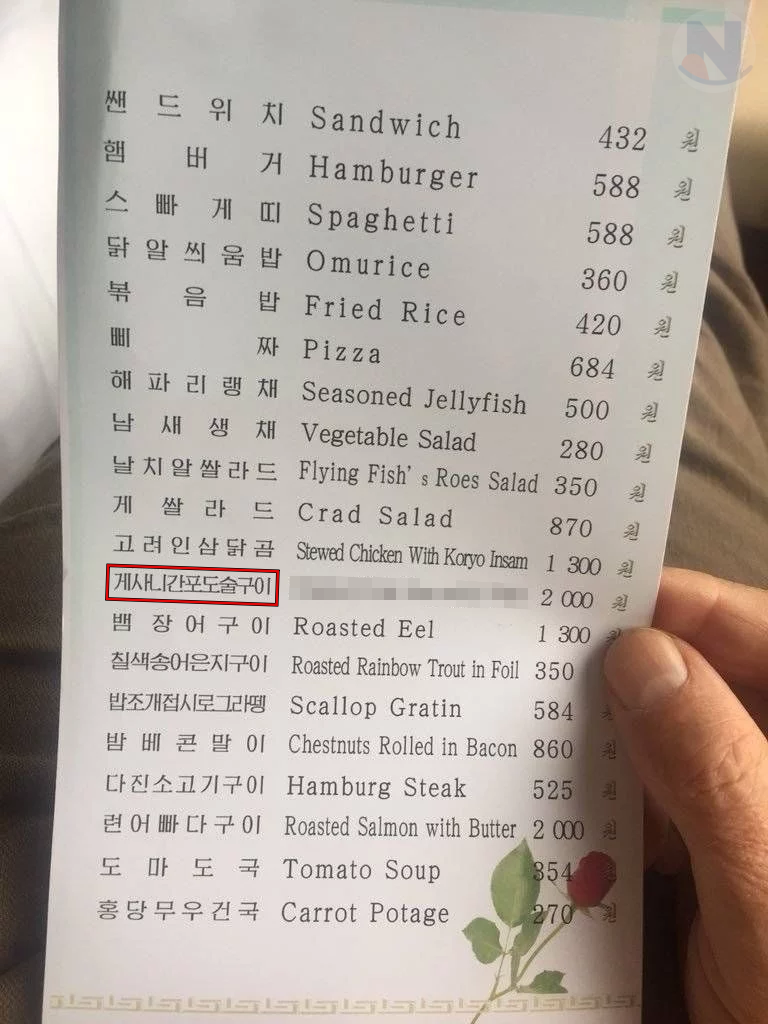 N
쌘드위치 Sandwich 432 원
햄버거 Hamburger 588 원
스빠게띠 Spaghetti 588 원
닭알씌움밥 Omurice 360 원
볶음밥 Fried Rice 420 원
삐짜 Pizza 684 원
해파리랭채 Seasoned Jellyfish 500 원
남새생채 Vegetable Salad 280 원
날치알쌀라드 Flying Fish's Roes Salad 350 원
게쌀라드 Crad Salad 870 원
고려인삼닭곰 Stewed Chicken With Koryo Insam 1 300 원
게사니간포도술구이 2 000 원
뱀장어구이 Roasted Eel 1 300 원
칠색송어은지구이 Roasted Rainbow Trout in Foil 350
밥조개접시로그라뗑 Scallop Gratin 584
밤베콘말이 Chestnuts Rolled in Bacon 860 원
다진소고기구이 Hamburg Steak 525 원
련어빠다구이 Roasted Salmon with Butter 2 000 원
도마도국 Tomato Soup 354 원
홍당무우건국 Carrot Potage 270 원